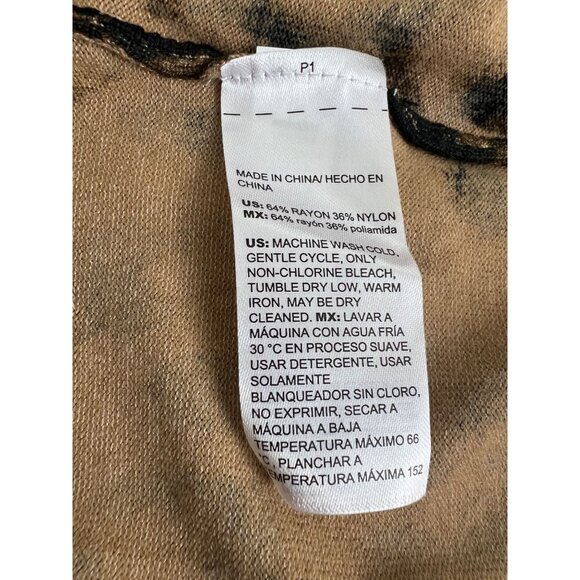 P1
MADE IN CHINA/ HECHO EN
CHINA
US: 64% RAYON 36% NYLON
MX: 64% rayón 36% poliamida
US: MACHINE WASH COLD,
GENTLE CYCLE, ONLY
NON-CHLORINE BLEACH,
TUMBLE DRY LOW, WARM
IRON, MAY BE DRY
CLEANED. MX: LAVAR A
MÁQUINA CON AGUA FRÍA
30 °C EN PROCESO SUAVE,
USAR DETERGENTE, USAR
SOLAMENTE
BLANQUEADOR SIN CLORO,
NO EXPRIMIR, SECAR A
MÁQUINA A BAJA
TEMPERATURA MÁXIMO 66
°C , PLANCHAR A
TEMPERATURA MÁXIMA 152